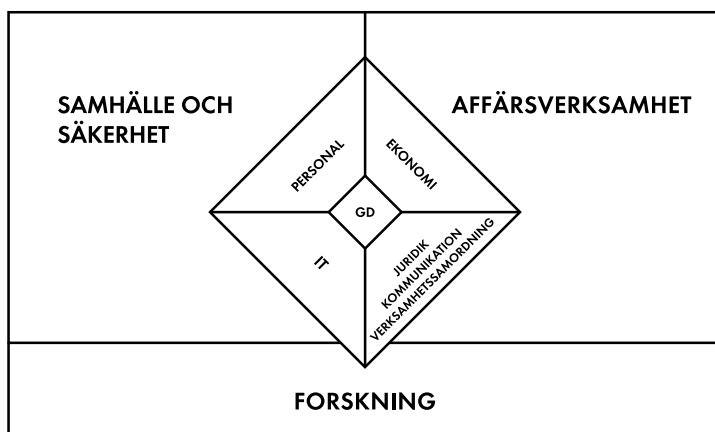 SAMHÄLLE OCH
SÄKERHET
AFFÄRSVERKSAMHET
PERSONAL
EKONOMI
GD
IT
JURIDIK
KOMMUNIKATION
VERKSAMHETSSAMORDNING
FORSKNING